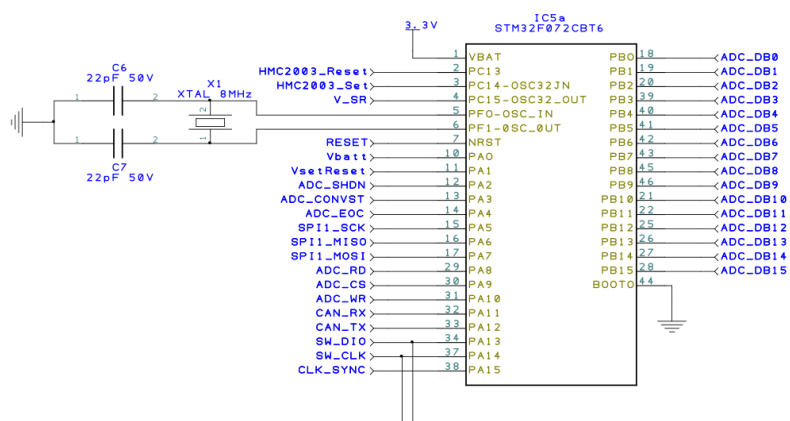 IC5a
STM32F072CBT6
3.3V
C6
22pF 50V
1 2
X1
XTAL 8MHz
2
1
1 2
C7
22pF 50V
1 VBAT
HMC2003_Reset 2 PC13
HMC2003_Set 3 PC14-OSC32JN
V_SR 4 PC15-OSC32_OUT
5 PF0-OSC_IN
6 PF1-0SC_0UT
RESET 7 NRST
Vbatt 10 PA0
VsetReset 11 PA1
ADC_SHDN 12 PA2
ADC_CONVST 13 PA3
ADC_EOC 14 PA4
SPI1_SCK 15 PA5
SPI1_MISO 16 PA6
SPI1_MOSI 17 PA7
ADC_RD 29 PA8
ADC_CS 30 PA9
ADC_WR 31 PA10
CAN_RX 32 PA11
CAN_TX 33 PA12
SW_DIO 34 PA13
SW_CLK 37 PA14
CLK_SYNC 38 PA15
PB0 18 ADC_DB0
PB1 19 ADC_DB1
PB2 20 ADC_DB2
PB3 39 ADC_DB3
PB4 40 ADC_DB4
PB5 41 ADC_DB5
PB6 42 ADC_DB6
PB7 43 ADC_DB7
PB8 45 ADC_DB8
PB9 46 ADC_DB9
PB10 21 ADC_DB10
PB11 22 ADC_DB11
PB12 25 ADC_DB12
PB13 26 ADC_DB13
PB14 27 ADC_DB14
PB15 28 ADC_DB15
BOOT0 44